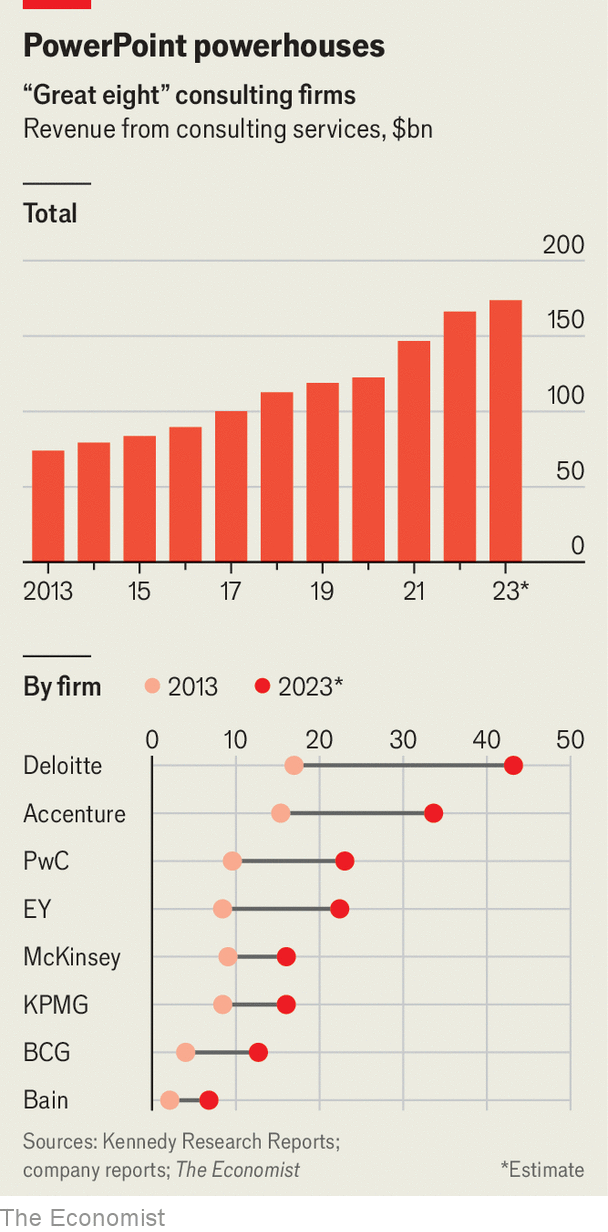 PowerPoint powerhouses
“Great eight” consulting firms
Revenue from consulting services, $bn
Total
200
150
100
50
0
2013 15 17 19 21 23*
By firm 2013 2023*
0 10 20 30 40 50
Deloitte
Accenture
PwC
EY
McKinsey
KPMG
BCG
Bain
Sources: Kennedy Research Reports;
company reports; The Economist *Estimate
The Economist